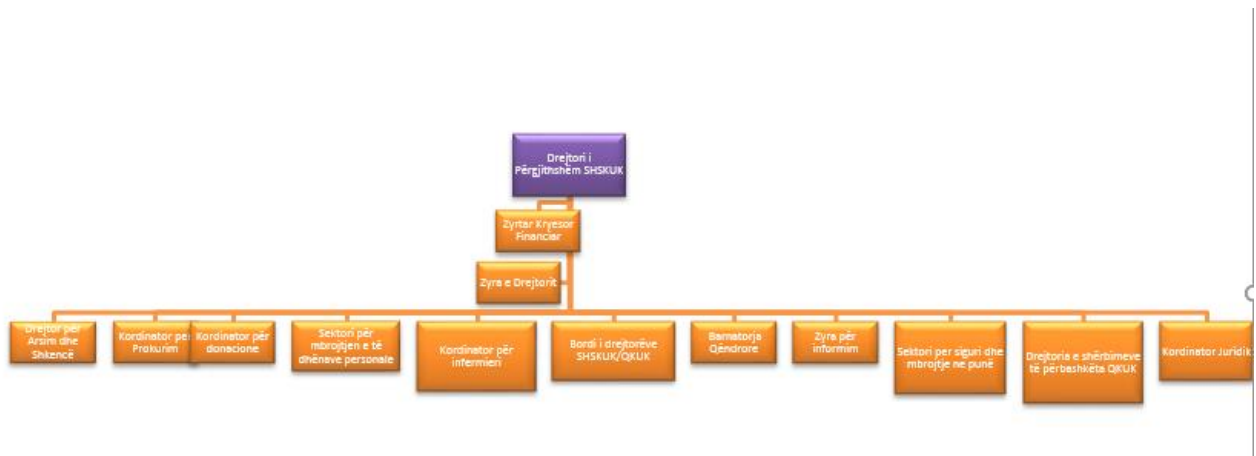 Drejtori i
Përgjithshëm SHSKUK
Zyrtar Kryesor
Financiar
Zyra e Drejtorit
Drejtor për
Arsim dhe
Shkencë
Kordinator per
Prokurim
Kordinator për
donacione
Sektori për
mbrojtjen e të
dhënave personale
Kordinator për
infermieri
Bordi i drejtorëve
SHSKUK/QKUK
Barnatorja
Qëndrore
Zyra për
informim
Sektori per siguri dhe
mbrojtje ne punë
Drejtoria e shërbimeve
të përbashkëta QKUK
Kordinator Juridik